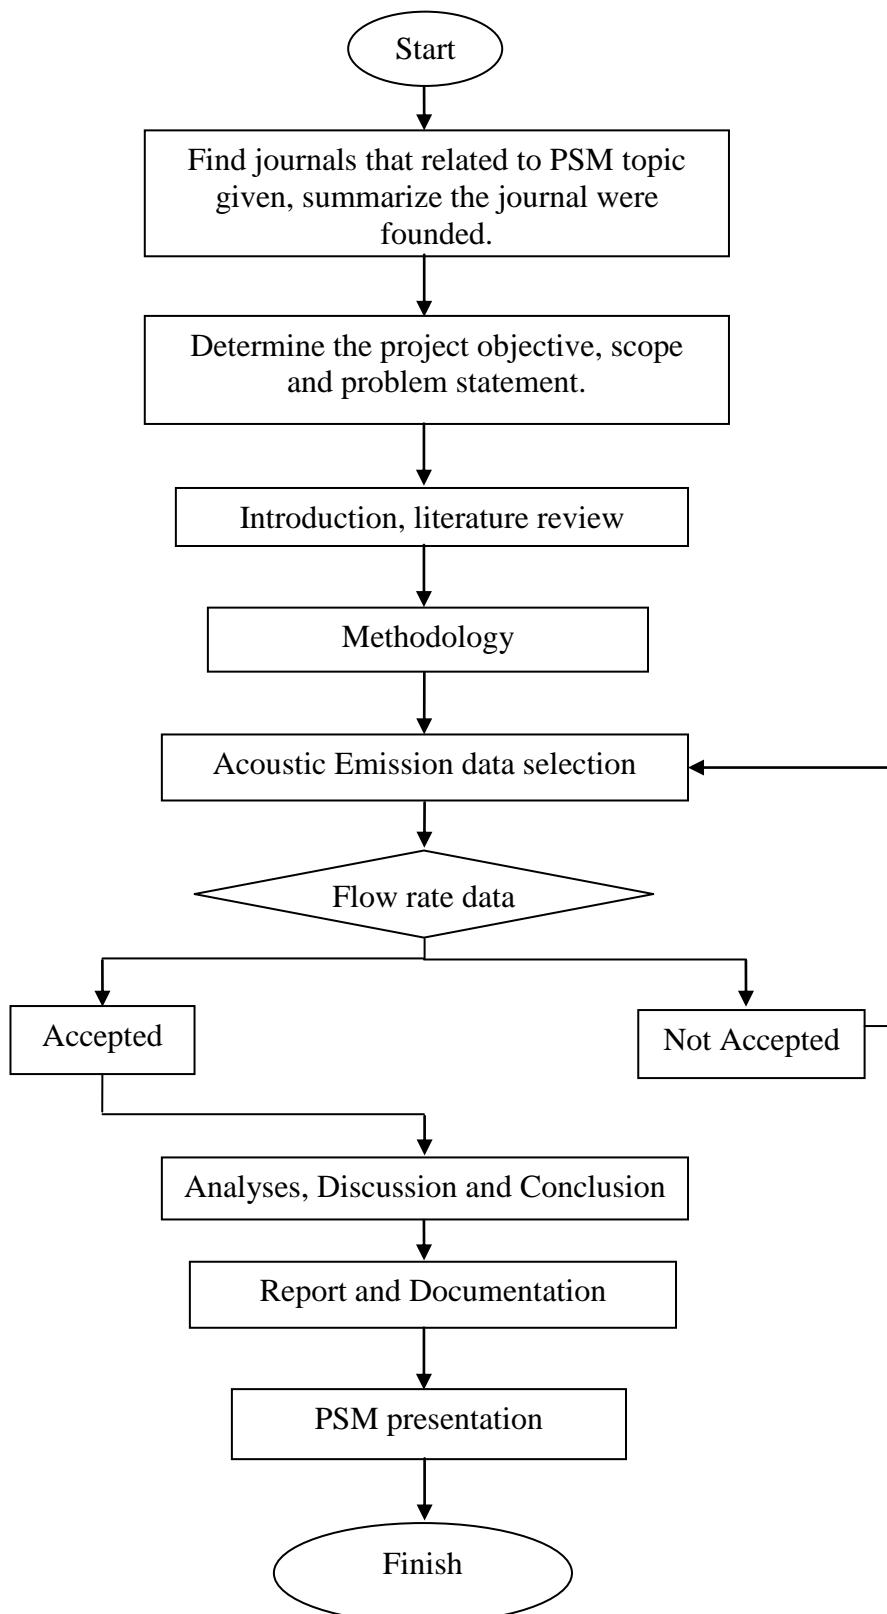 Start
Find journals that related to PSM topic
given, summarize the journal were
founded.
Determine the project objective, scope
and problem statement.
Introduction, literature review
Methodology
Acoustic Emission data selection
Flow rate data
Accepted
Not Accepted
Analyses, Discussion and Conclusion
Report and Documentation
PSM presentation
Finish